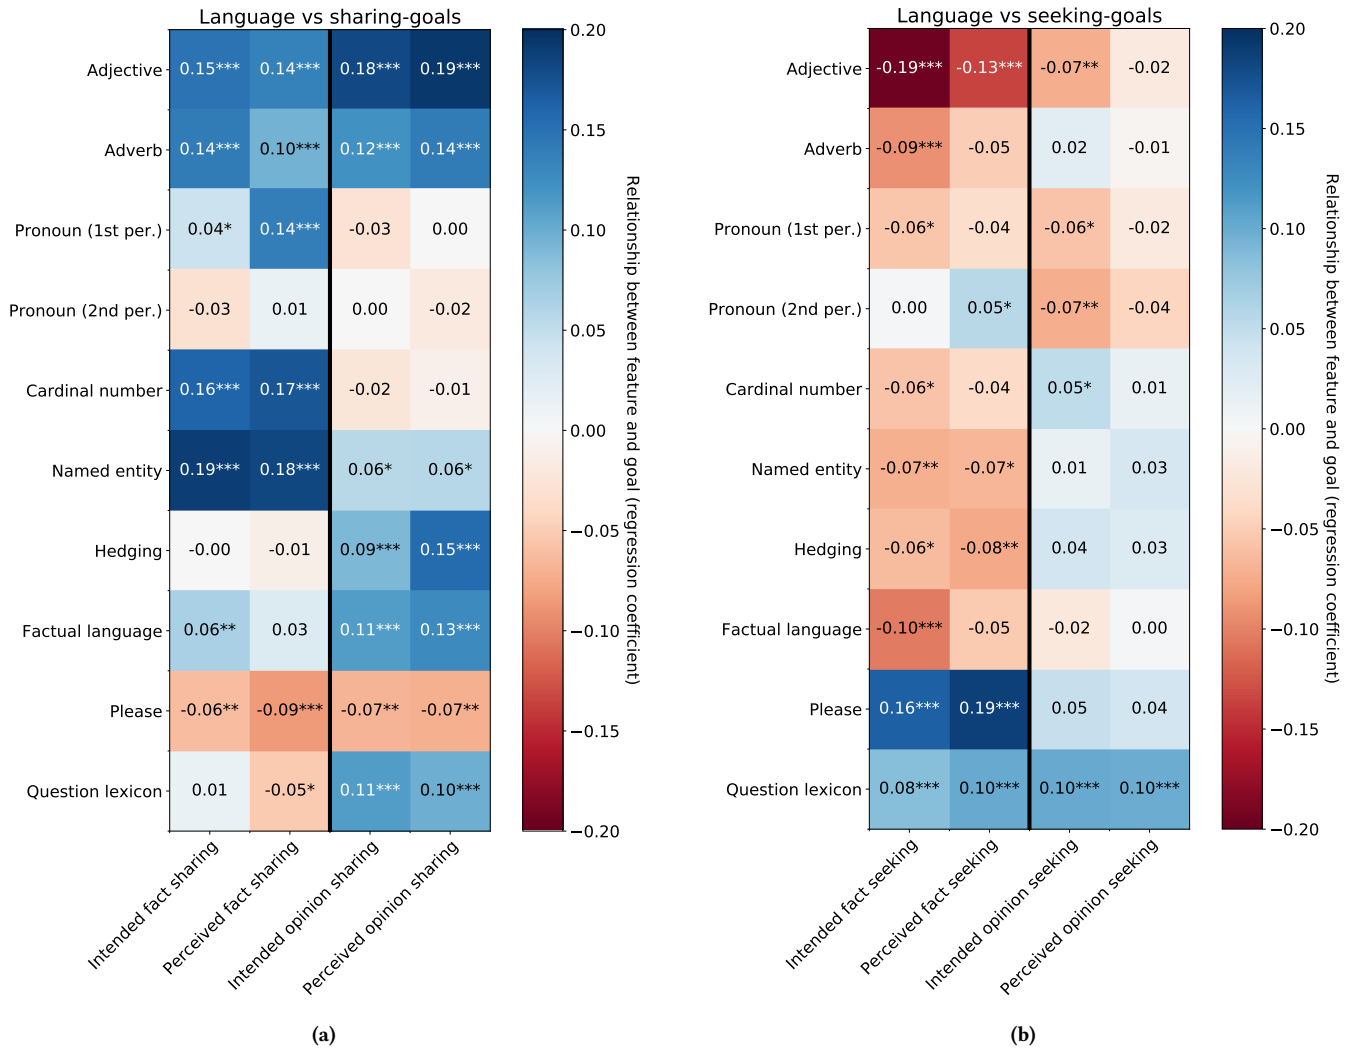 Language vs sharing-goals
Adjective 0.15*** 0.14*** 0.18*** 0.19***
Adverb 0.14*** 0.10*** 0.12*** 0.14***
Pronoun (1st per.) 0.04* 0.14*** -0.03 0.00
Pronoun (2nd per.) -0.03 0.01 0.00 -0.02
Cardinal number 0.16*** 0.17*** -0.02 -0.01
Named entity 0.19*** 0.18*** 0.06* 0.06*
Hedging -0.00 -0.01 0.09*** 0.15***
Factual language 0.06** 0.03 0.11*** 0.13***
Please -0.06** -0.09*** -0.07** -0.07**
Question lexicon 0.01 -0.05* 0.11*** 0.10***
Intended fact sharing
Perceived fact sharing
Intended opinion sharing
Perceived opinion sharing
0.20
0.15
0.10
0.05
0.00
−0.05
−0.10
−0.15
−0.20
Relationship between feature and goal (regression coefficient)
(a)
Language vs seeking-goals
Adjective -0.19*** -0.13*** -0.07** -0.02
Adverb -0.09*** -0.05 0.02 -0.01
Pronoun (1st per.) -0.06* -0.04 -0.06* -0.02
Pronoun (2nd per.) 0.00 0.05* -0.07** -0.04
Cardinal number -0.06* -0.04 0.05* 0.01
Named entity -0.07** -0.07* 0.01 0.03
Hedging -0.06* -0.08** 0.04 0.03
Factual language -0.10*** -0.05 -0.02 0.00
Please 0.16*** 0.19*** 0.05 0.04
Question lexicon 0.08*** 0.10*** 0.10*** 0.10***
Intended fact seeking
Perceived fact seeking
Intended opinion seeking
Perceived opinion seeking
0.20
0.15
0.10
0.05
0.00
−0.05
−0.10
−0.15
−0.20
Relationship between feature and goal (regression coefficient)
(b)